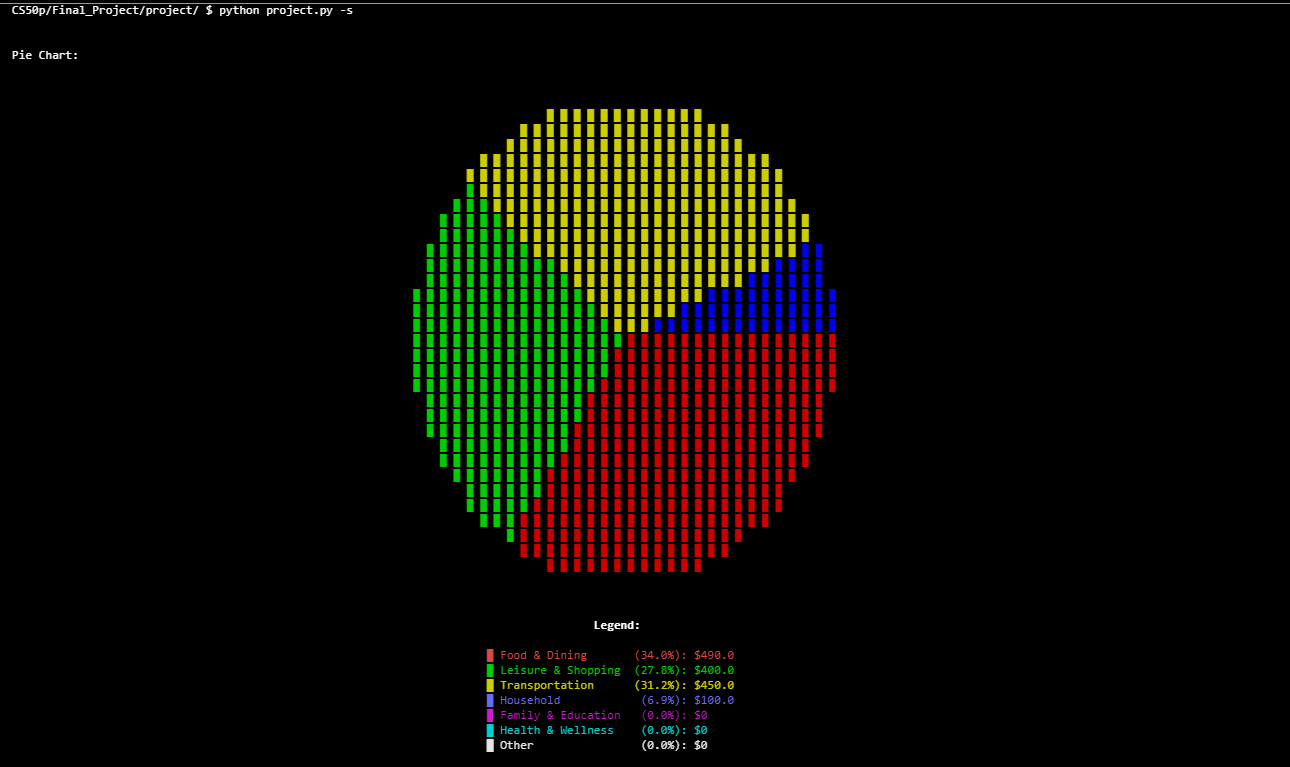 CS50p/Final_Project/project/ $ python project.py -s
Pie Chart:
Legend:
Food & Dining (34.0%): $490.0
Leisure & Shopping (27.8%): $400.0
Transportation (31.2%): $450.0
Household (6.9%): $100.0
Family & Education (0.0%): $0
Health & Wellness (0.0%): $0
Other (0.0%): $0